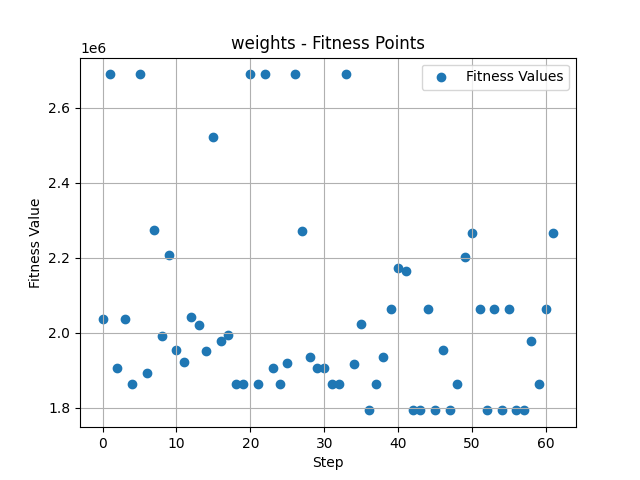 weights - Fitness Points
1e6
Fitness Values
2.6
2.4
2.2
2.0
1.8
Fitness Value
0 10 20 30 40 50 60
Step